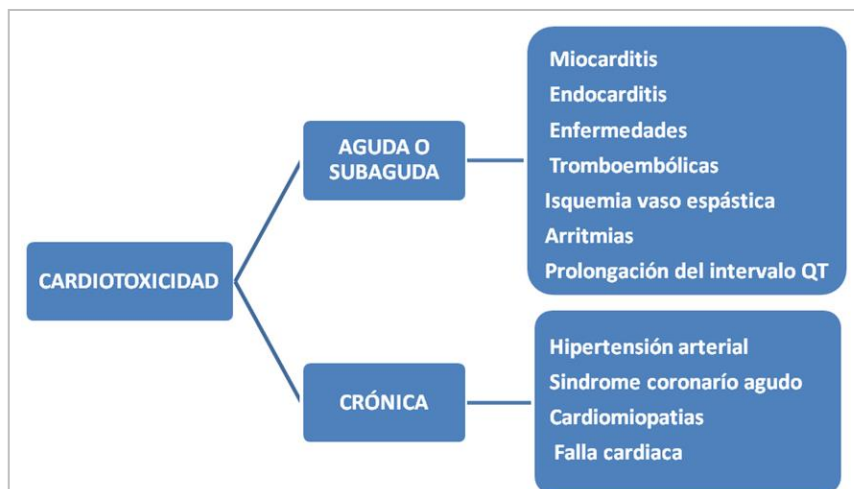 CARDIOTOXICIDAD
AGUDA O
SUBAGUDA
Miocarditis
Endocarditis
Enfermedades
Tromboembólicas
Isquemia vaso espástica
Arritmias
Prolongación del intervalo QT
CRÓNICA
Hipertensión arterial
Sindrome coronarío agudo
Cardiomiopatias
Falla cardiaca